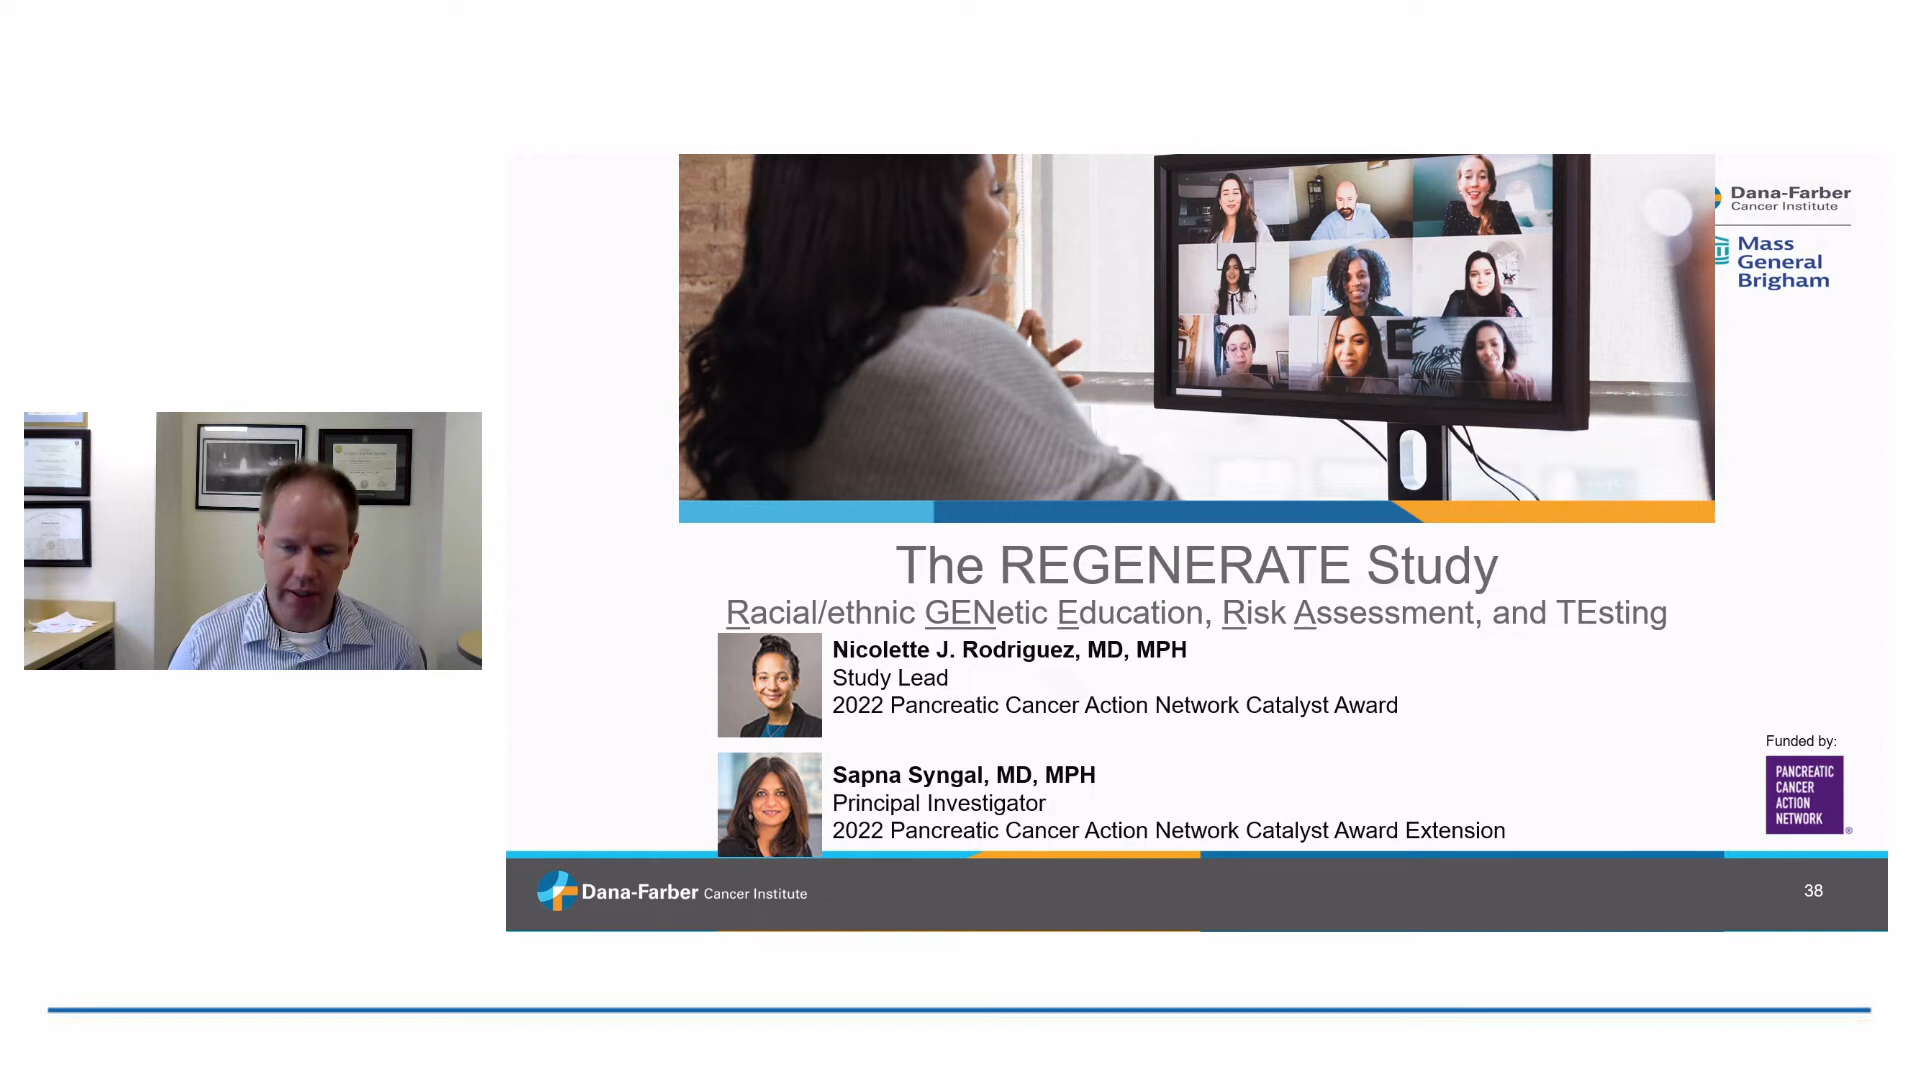 Dana-Farber
Cancer Institute
Mass
General
Brigham
The REGENERATE Study
Racial/ethnic GENetic Education, Risk Assessment, and TEsting
Nicolette J. Rodriguez, MD, MPH
Study Lead
2022 Pancreatic Cancer Action Network Catalyst Award
Sapna Syngal, MD, MPH
Principal Investigator
2022 Pancreatic Cancer Action Network Catalyst Award Extension
Funded by:
PANCREATIC
CANCER
ACTION
NETWORK
®
Dana-Farber Cancer Institute
38